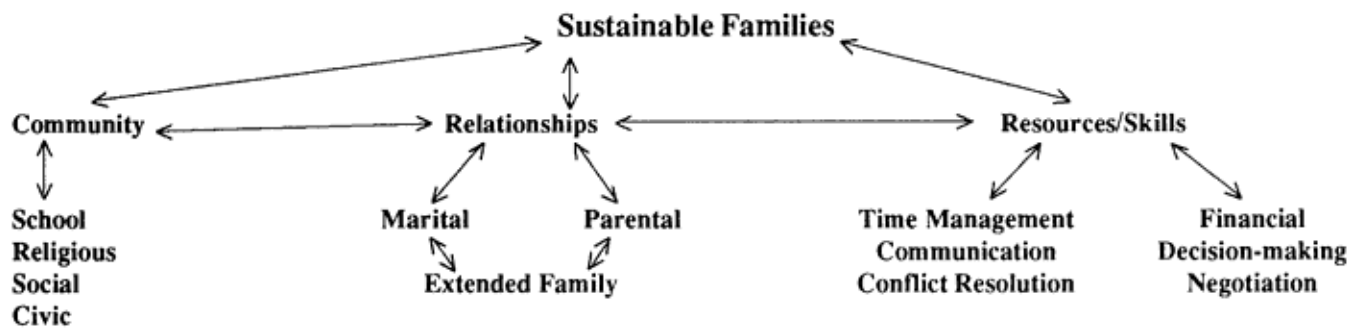 Sustainable Families
Community Relationships Resources/Skills
School Marital Parental Time Management Financial
Religious Communication Decision-making
Social Extended Family Conflict Resolution Negotiation
Civic